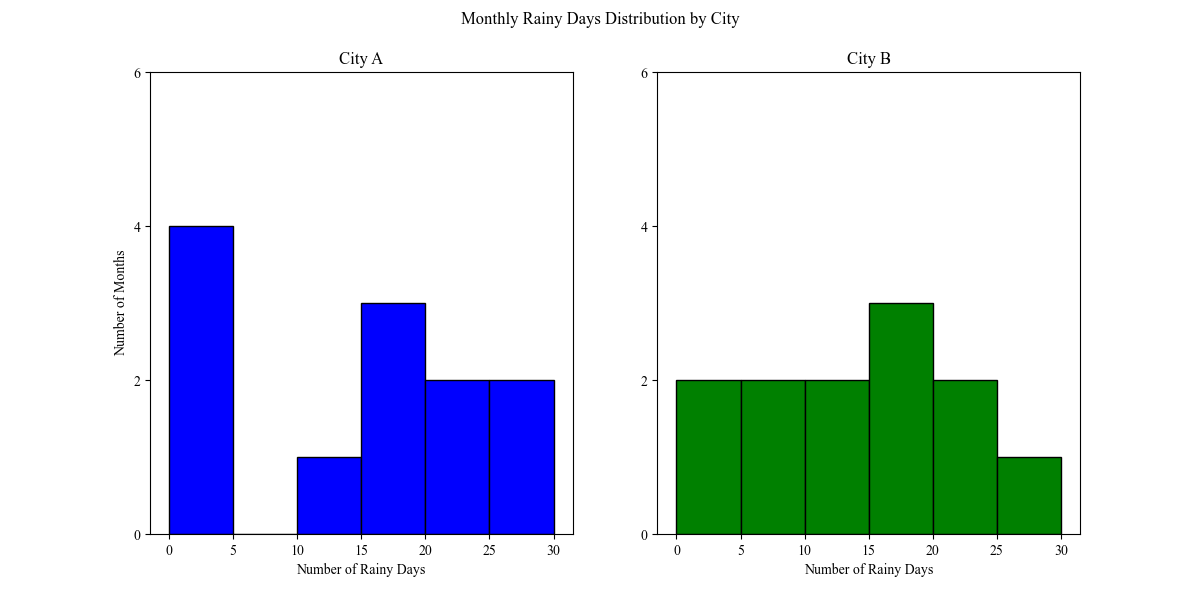 Monthly Rainy Days Distribution by City
City A
6
4
2
0
Number of Months
0 5 10 15 20 25 30
Number of Rainy Days
City B
6
4
2
0
0 5 10 15 20 25 30
Number of Rainy Days